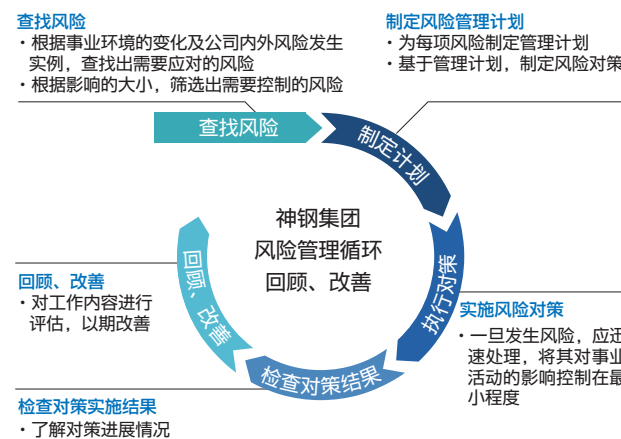 查找风险
・根据事业环境的变化及公司内外风险发生
实例，查找出需要应对的风险
・根据影响的大小，筛选出需要控制的风险
制定风险管理计划
・为每项风险制定管理计划
・基于管理计划，制定风险对策
查找风险
制定计划
神钢集团
风险管理循环
回顾、改善
执行对策
回顾、改善
检查对策结果
回顾、改善
・对工作内容进行
评估，以期改善
实施风险对策
・一旦发生风险，应迅
速处理，将其对事业
活动的影响控制在最
小程度
检查对策实施结果
・了解对策进展情况